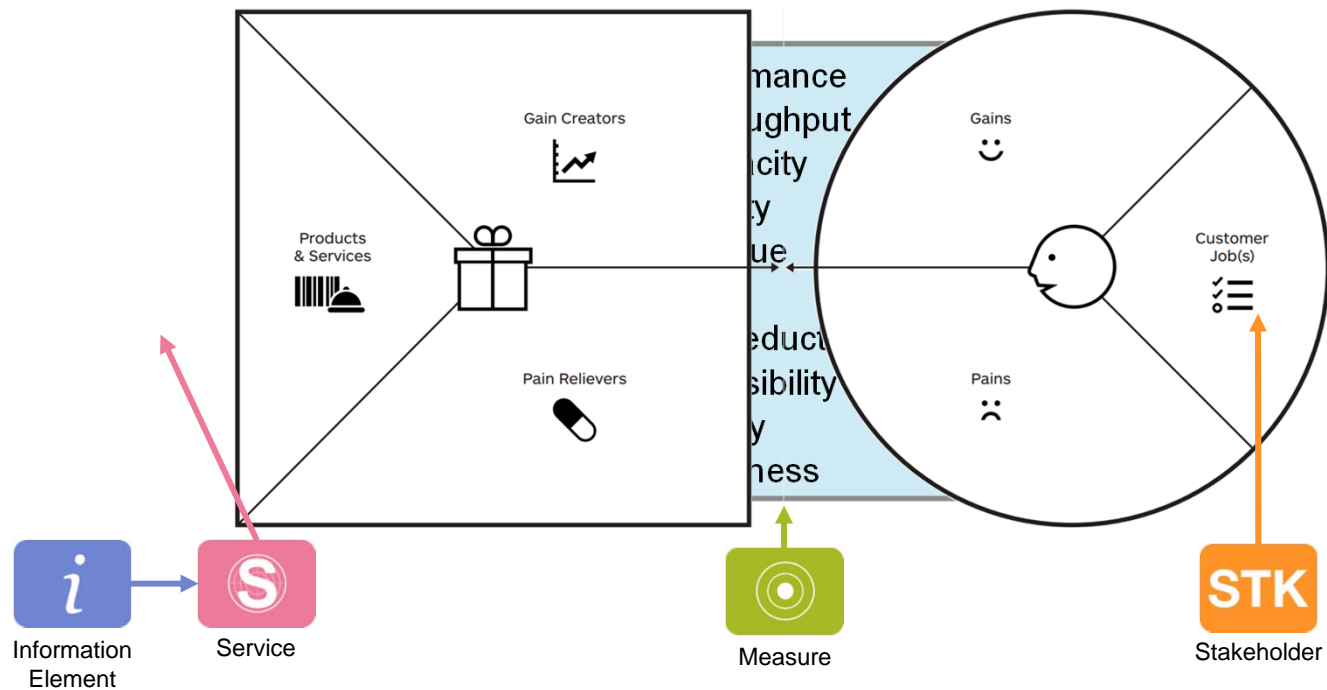 Gain Creators
Products
& Services
Pain Relievers
mance
ughput
city
ty
ue
educt
sibility
y
ness
Gains
Customer
Job(s)
Pains
i
S
STK
Information
Element
Service
Measure
Stakeholder